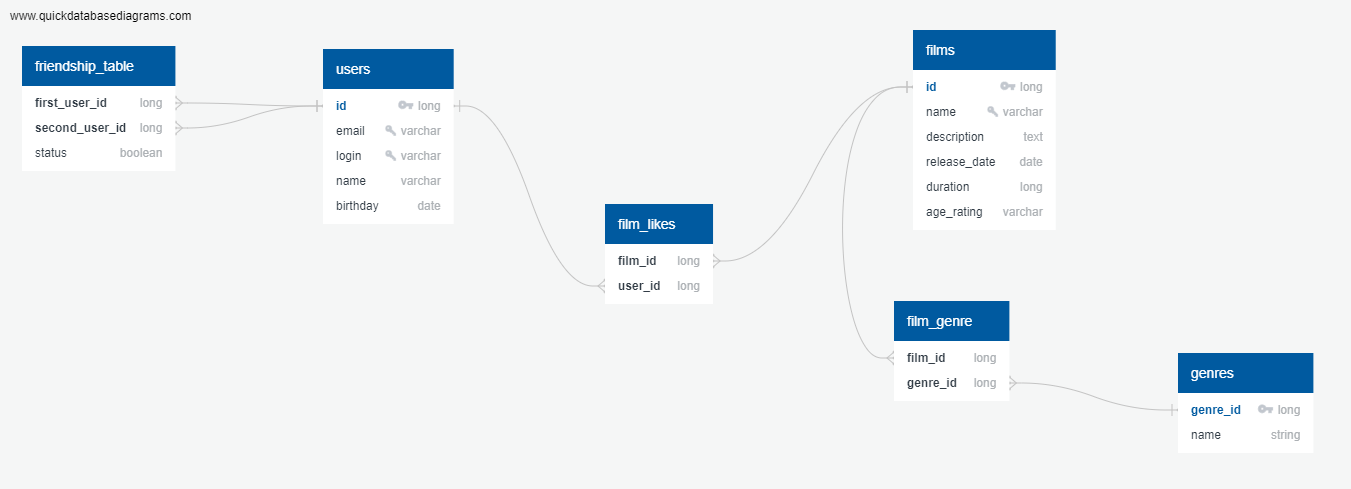 www.quickdatabasediagrams.com
friendship_table
first_user_id long
second_user_id long
status boolean
users
id long
email varchar
login varchar
name varchar
birthday date
film_likes
film_id long
user_id long
films
id long
name varchar
description text
release_date date
duration long
age_rating varchar
film_genre
film_id long
genre_id long
genres
genre_id long
name string